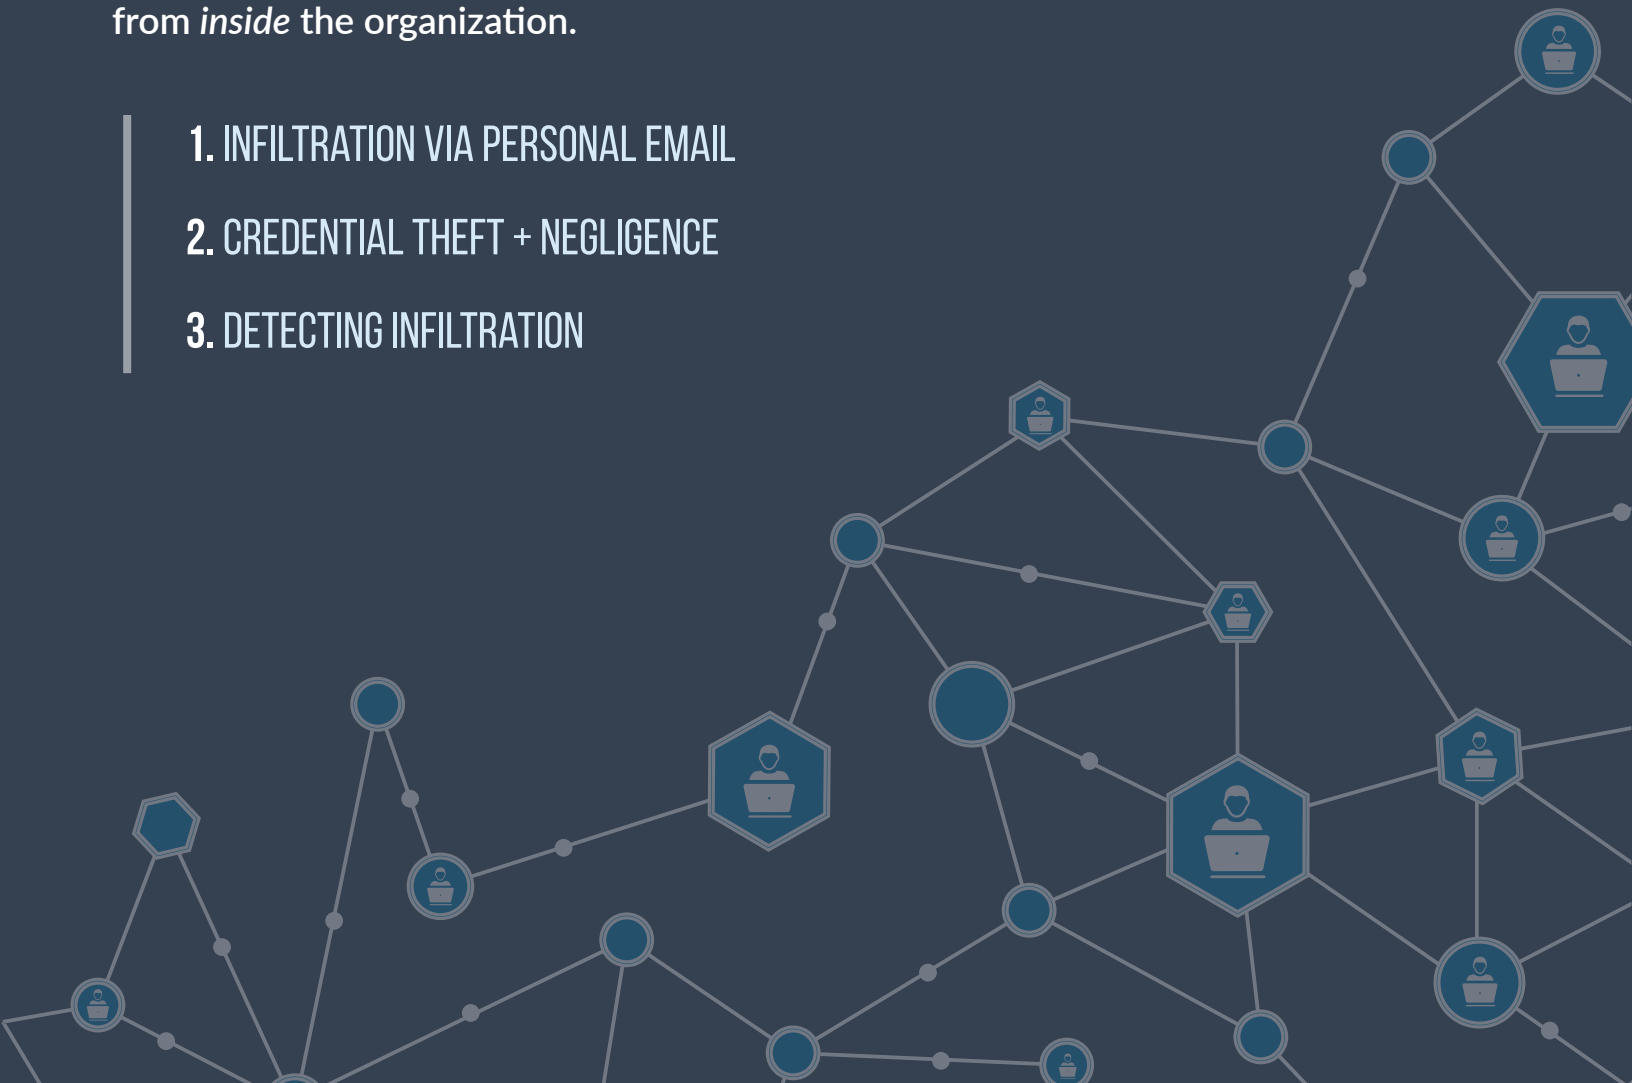 from inside the organization.
1. INFILTRATION VIA PERSONAL EMAIL
2. CREDENTIAL THEFT + NEGLIGENCE
3. DETECTING INFILTRATION